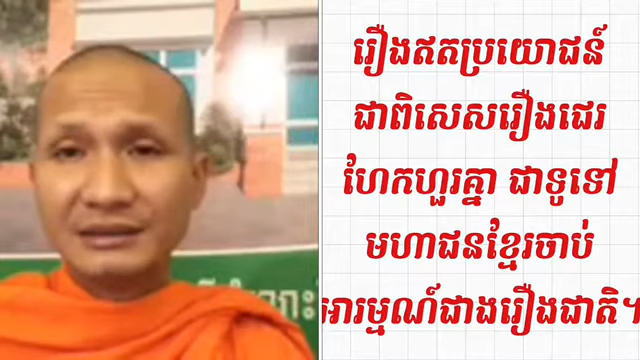 រឿងឥតប្រយោជន៍
ជាពិសេសរឿងជេរ
ហែកហួរគ្នា ជាទូទៅ
មហាជនខ្មែរចាប់
អារម្មណ៍ជាងរឿងជាតិ។